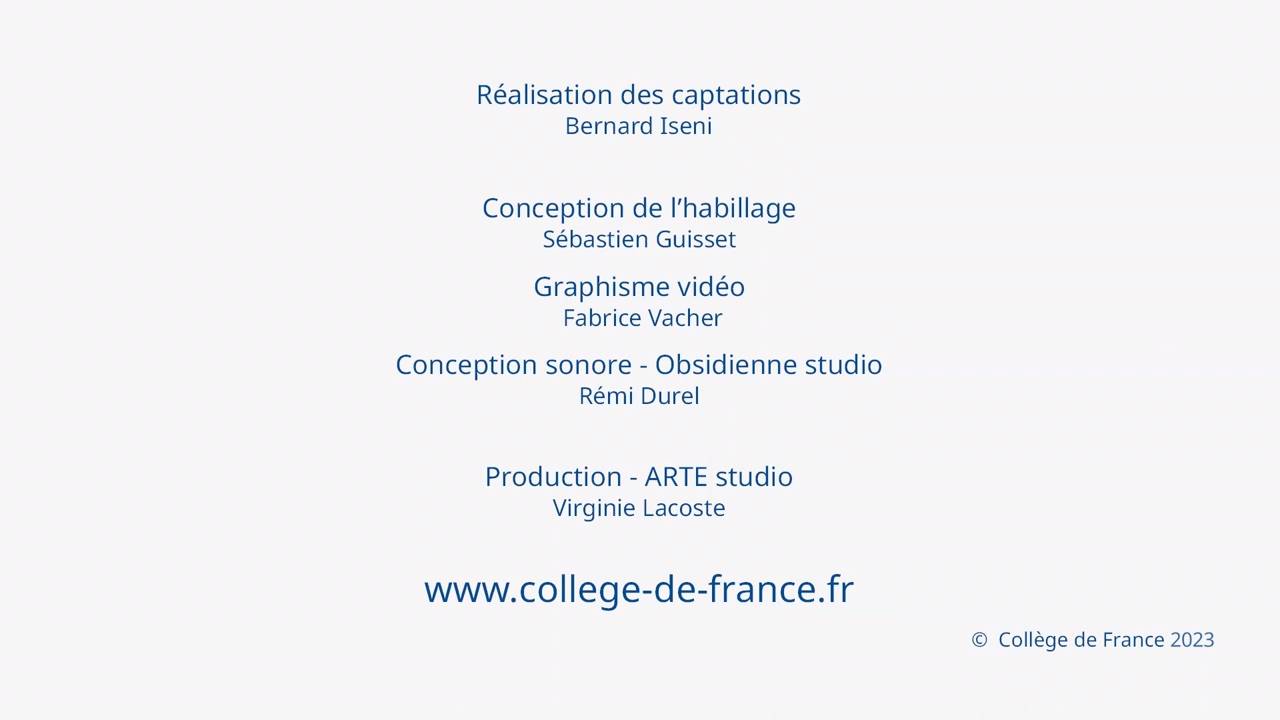 Réalisation des captations
Bernard Iseni
Conception de l’habillage
Sébastien Guisset
Graphisme vidéo
Fabrice Vacher
Conception sonore - Obsidienne studio
Rémi Durel
Production - ARTE studio
Virginie Lacoste
www.college-de-france.fr
© Collège de France 2023